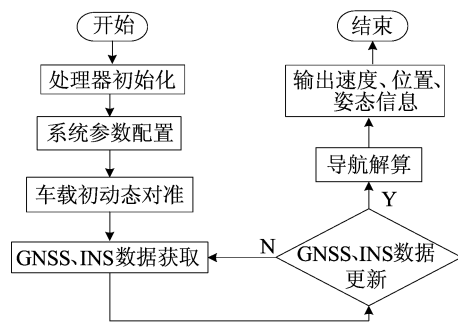 开始
处理器初始化
系统参数配置
车载初动态对准
GNSS、INS数据获取
N
GNSS、INS数据
更新
Y
导航解算
输出速度、位置、
姿态信息
结束